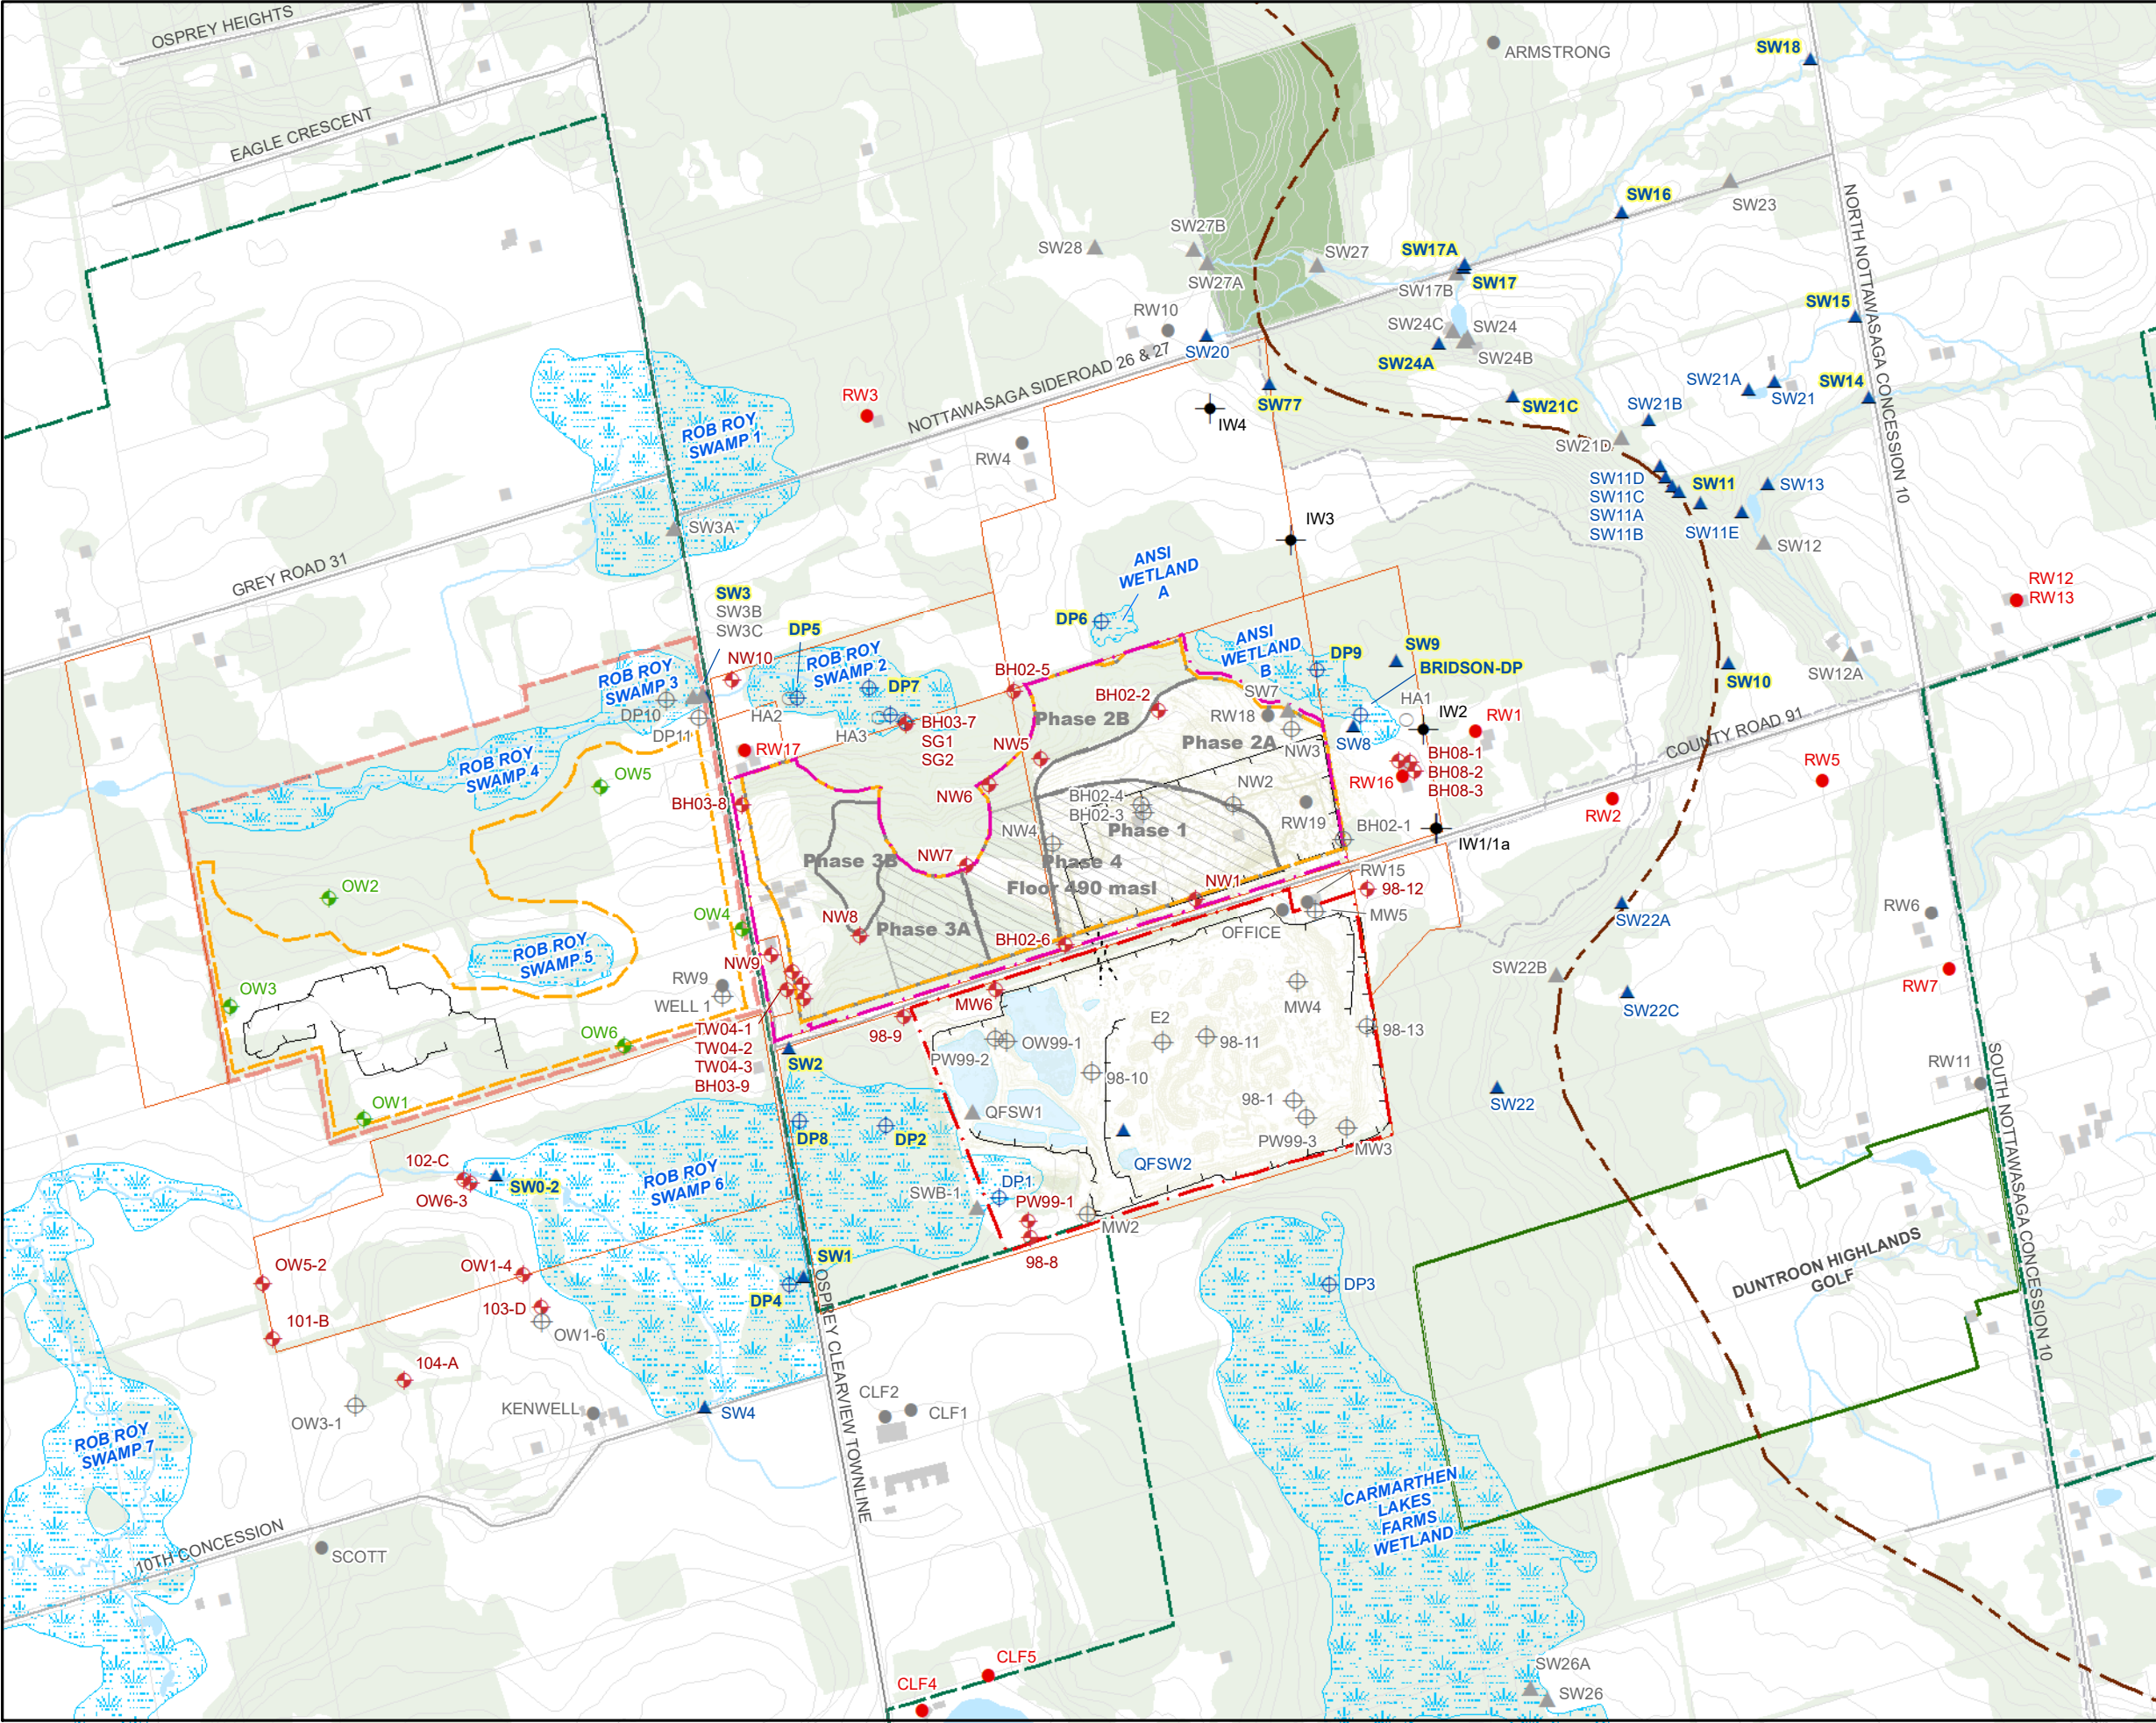 OSPREY HEIGHTS
ARMSTRONG
SW18
EAGLE CRESCENT
SW16
SW23
NORTH NOTTAWASAGA CONCESSION 10
SW28
SW27B
SW27A
SW27
SW17A
SW17
SW17B
SW15
RW10
SW20
SW24C
SW24
SW24A
SW24B
NOTTAWASAGA SIDEROAD 26 & 27
RW3
SW77
IW4
SW21C
SW21A
SW21
SW14
SW21B
ROB ROY
SWAMP 1
RW4
SW21D
SW11D
SW11C
SW11A
SW11B
SW11
SW13
SW11E
SW12
SW3A
IW3
GREY ROAD 31
ANSI
WETLAND
A
RW12
RW13
SW3
SW3B
SW3C
DP5
DP6
ANSI
WETLAND
B
DP9
SW9
BRIDSON-DP
SW10
SW12A
ROB ROY
SWAMP 3
NW10
ROB ROY
SWAMP 2
DP7
BH02-5
BH02-2
SW7
HA1
DP10
DP11
HA2
HA3
BH03-7
SG1
SG2
Phase 2B
RW18
Phase 2A
NW3
SW8
IW2
RW1
COUNTY ROAD 91
RW17
NW5
BH08-1
BH08-2
BH08-3
RW16
RW5
ROB ROY
SWAMP 4
OW5
BH03-8
NW6
BH02-4
BH02-3
NW2
RW19
BH02-1
RW2
IW1/1a
NW4
Phase 1
Phase 3B
NW7
Phase 4
Floor 490 masl
NW1
RW15
98-12
OW2
OW4
NW8
Phase 3A
BH02-6
OFFICE
MW5
SW22A
RW6
ROB ROY
SWAMP 5
NW9
RW9
WELL 1
MW6
MW4
SW22B
SW22C
RW7
OW3
OW6
TW04-1
TW04-2
TW04-3
BH03-9
98-9
SW2
PW99-2
OW99-1
E2
98-11
98-13
98-10
RW11
SW22
SOUTH NOTTAWASAGA CONCESSION 10
OW1
DP8
DP2
QFSW1
98-1
PW99-3
MW3
QFSW2
102-C
OW6-3
SW0-2
ROB ROY
SWAMP 6
SWB-1
DP1
PW99-1
MW2
98-8
OW5-2
OW1-4
SW1
DP4
DP3
DUNTROON HIGHLANDS
GOLF
101-B
103-D
OW1-6
OSPREY CLEARVIEW TOWNLINE
104-A
OW3-1
KENWELL
SW4
CLF2
CLF1
ROB ROY
SWAMP 7
CARMARTHEN
LAKES
FARMS
WETLAND
10TH CONCESSION
SCOTT
CLF5
CLF4
SW26A
SW26